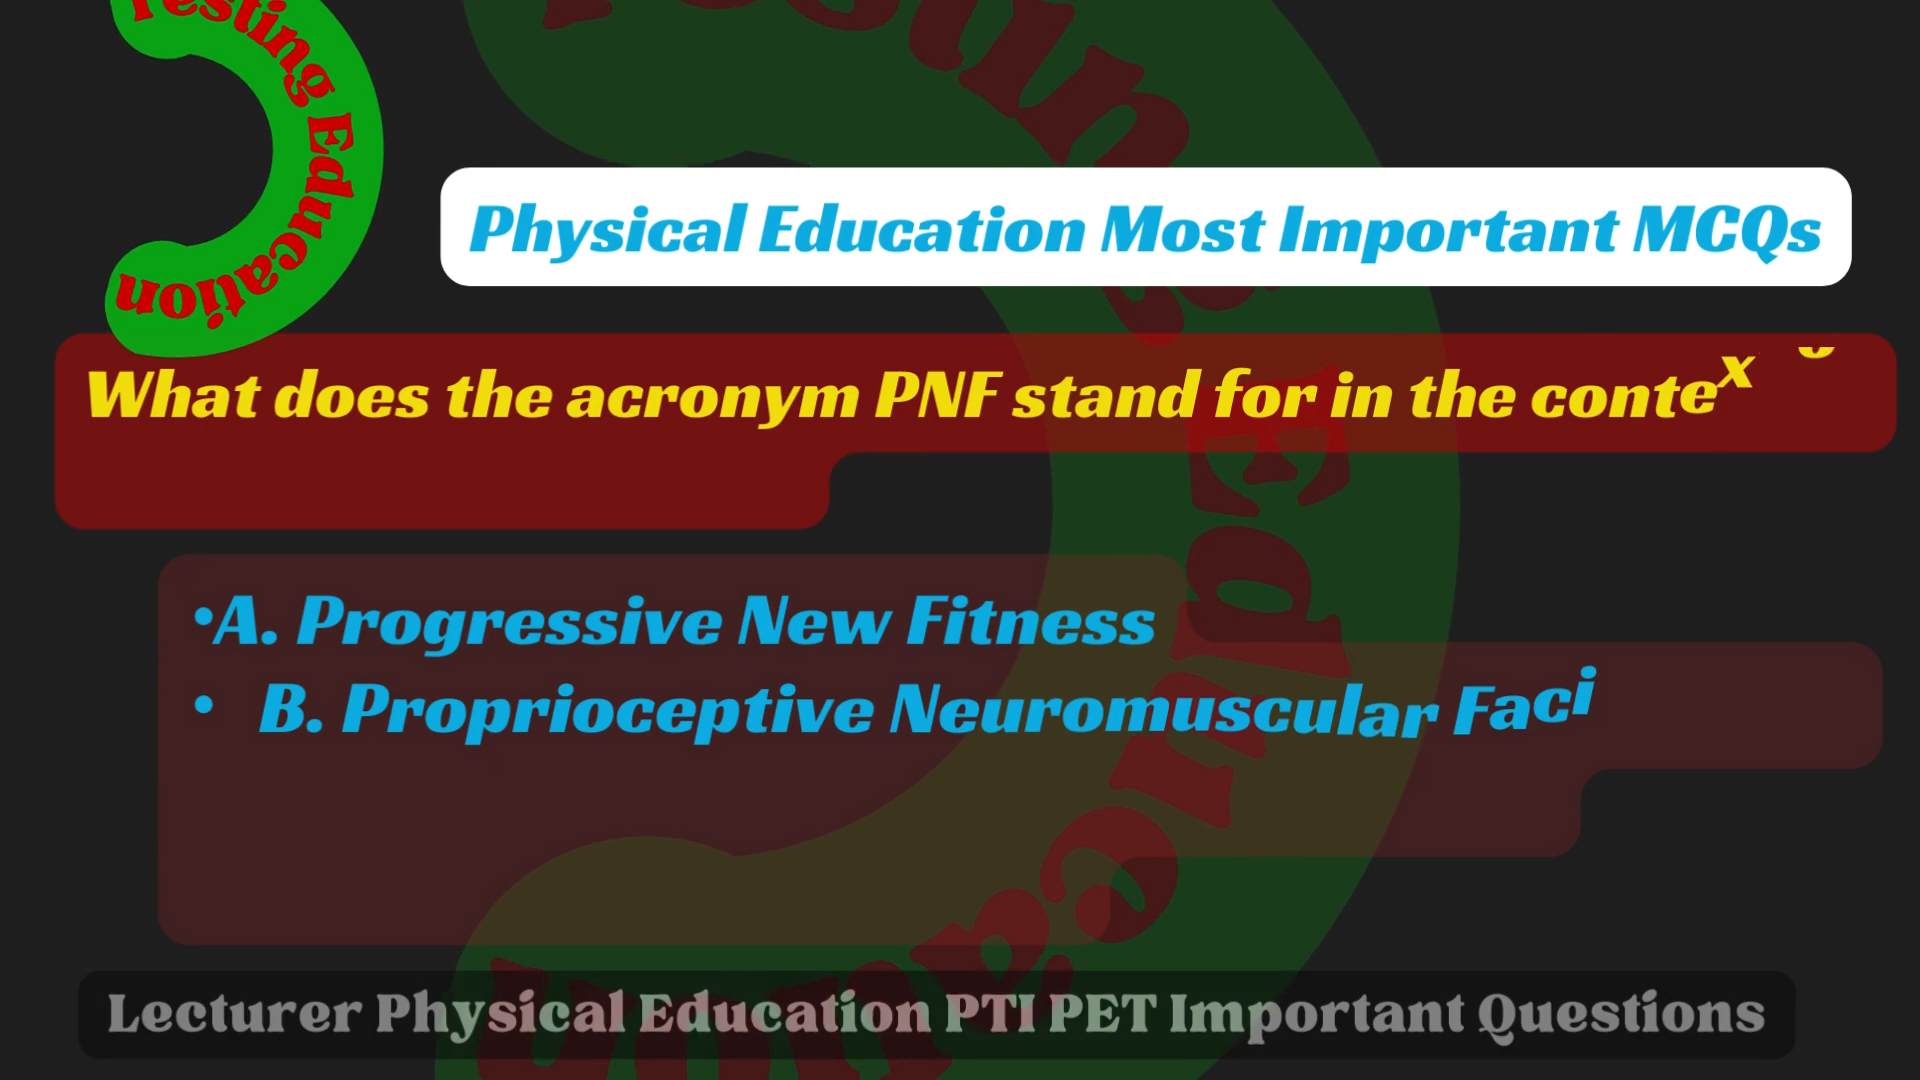 Testing Education
Physical Education Most Important MCQs
What does the acronym PNF stand for in the contex
•A. Progressive New Fitness
• B. Proprioceptive Neuromuscular Faci
Lecturer Physical Education PTI PET Important Questions